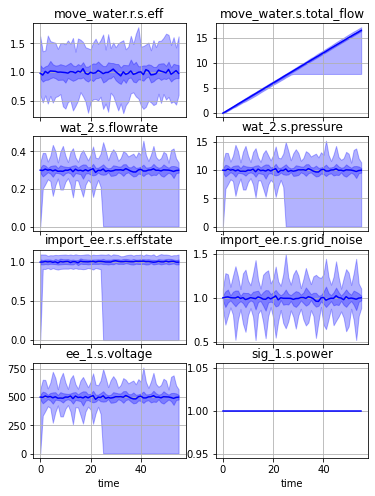 move_water.r.s.eff
move_water.s.total_flow
1.5
1.0
0.5
15
10
5
0
wat_2.s.flowrate
wat_2.s.pressure
0.4
0.2
0.0
15
10
5
0
import_ee.r.s.effstate
import_ee.r.s.grid_noise
1.0
0.5
0.0
1.5
1.0
0.5
ee_1.s.voltage
sig_1.s.power
750
500
250
0
1.05
1.00
0.95
0 20 40
0 20 40
time
time